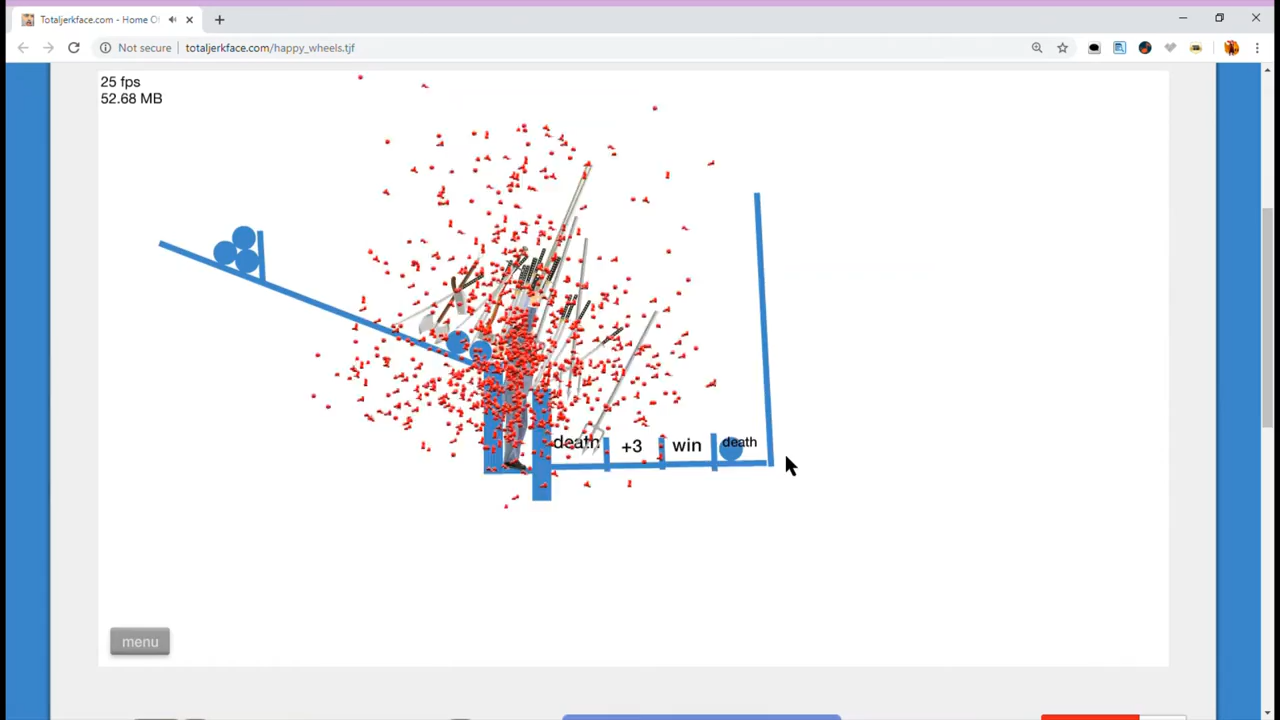 Totaljerkface.com - Home Of
Not secure
totaljerkface.com/happy_wheels.tjf
25 fps
52.68 MB
death
+3
win
death
menu